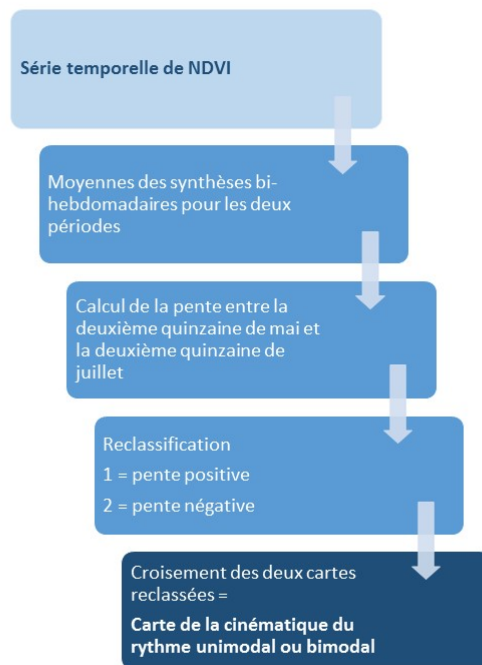 Série temporelle de NDVI
Moyennes des synthèses bi-
hebdomadaires pour les deux
périodes
Calcul de la pente entre la
deuxième quinzaine de mai et
la deuxième quinzaine de
juillet
Reclassification
1 = pente positive
2 = pente négative
Croisement des deux cartes
reclassées =
Carte de la cinématique du
rythme unimodal ou bimodal